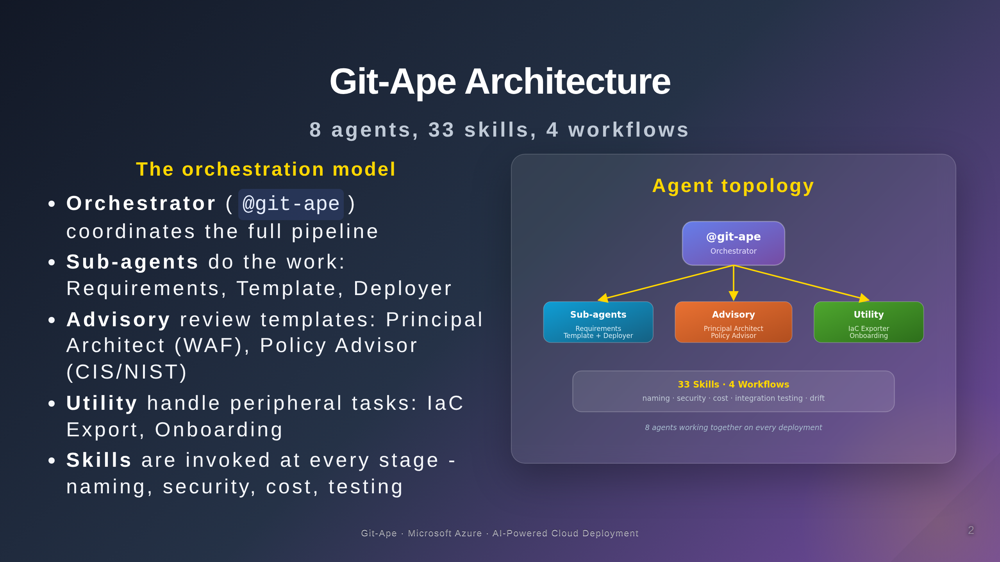 Git-Ape Architecture
8 agents, 33 skills, 4 workflows
The orchestration model
• Orchestrator (@git-ape)
coordinates the full pipeline
• Sub-agents do the work:
Requirements, Template, Deployer
• Advisory review templates: Principal
Architect (WAF), Policy Advisor
(CIS/NIST)
• Utility handle peripheral tasks: IaC
Export, Onboarding
• Skills are invoked at every stage -
naming, security, cost, testing
Agent topology
@git-ape
Orchestrator
Sub-agents
Requirements
Template + Deployer
Advisory
Principal Architect
Policy Advisor
Utility
IaC Exporter
Onboarding
33 Skills · 4 Workflows
naming · security · cost · integration testing · drift
8 agents working together on every deployment
Git-Ape · Microsoft Azure · AI-Powered Cloud Deployment
2